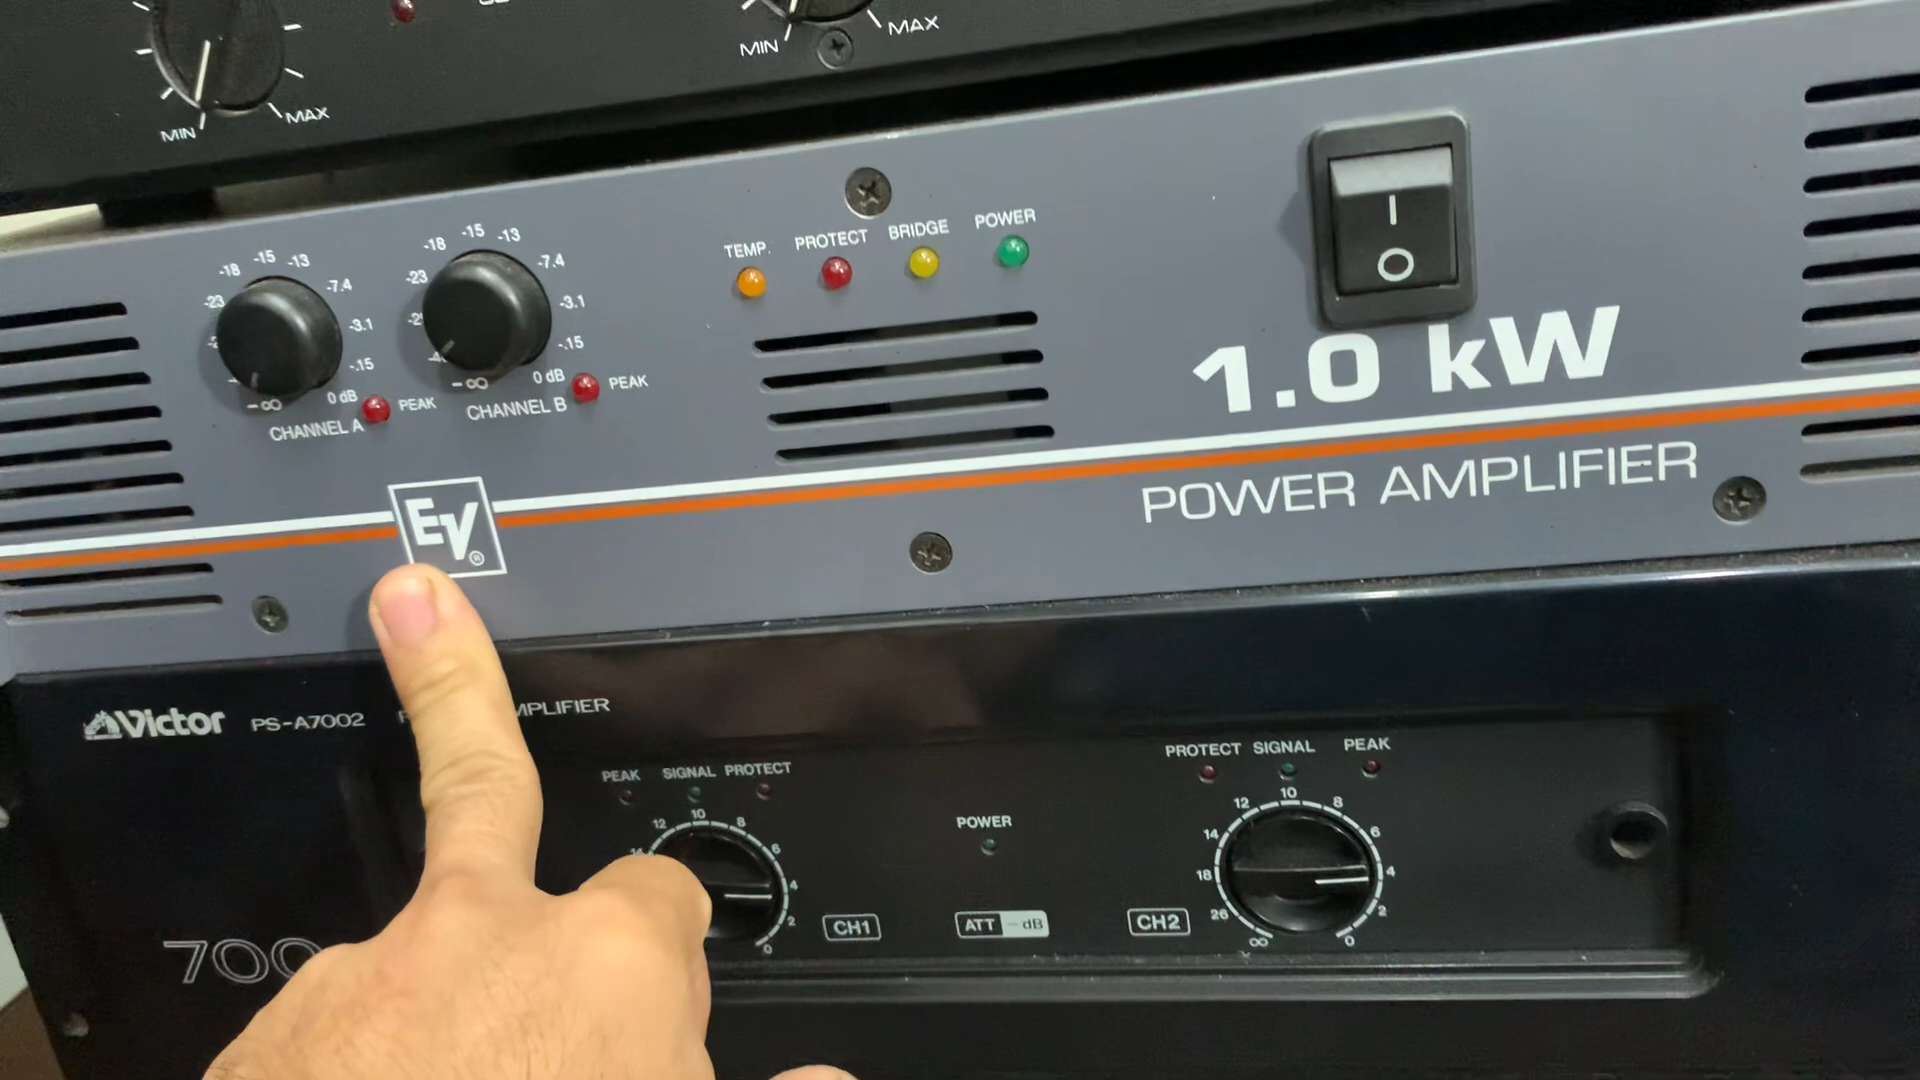 MAX
MIN
MAX
MIN
-15
-18 -13
-23 -7.4
-3.1
-.15
-∞ 0 dB
PEAK
CHANNEL B
-15
-18 -13
-23 -7.4
-3.1
-.15
-∞ 0 dB
PEAK
CHANNEL A
TEMP. PROTECT BRIDGE POWER
I
O
1.0 kW
POWER AMPLIFIER
EV®
Victor PS-A7002
PEAK SIGNAL PROTECT
12 10 8
6
4
2
0
CH1
POWER
ATT -dB
PROTECT SIGNAL PEAK
12 10 8
14 6
18 4
26 2
∞ 0
CH2